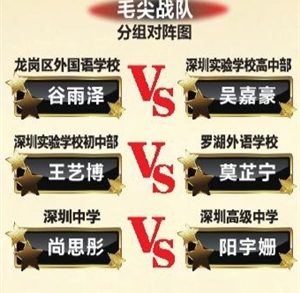 毛尖战队
分组对阵图
龙岗区外国语学校 深圳实验学校高中部
谷雨泽 VS 吴嘉豪
深圳实验学校初中部 罗湖外语学校
王艺博 VS 莫芷宁
深圳中学 深圳高级中学
尚思彤 VS 阳宇姗